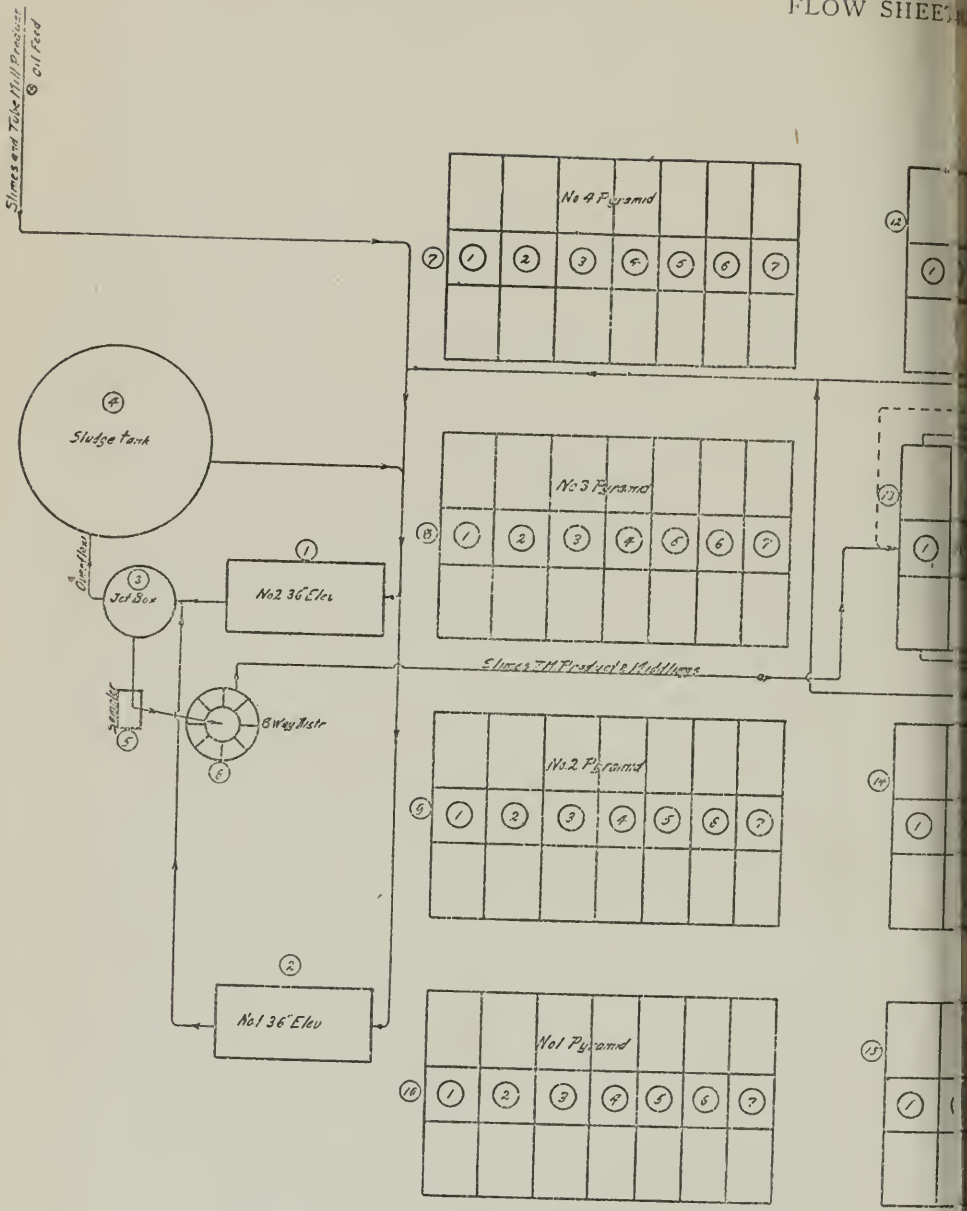 FLOW SHEET
Slimes and Tube Mill Product
Oil Feed
No 4 Pyramid
7 1 2 3 4 5 6 7
12
1
4
Sludge tank
No 3 Pyramid
8 1 2 3 4 5 6 7
13
1
Overflow
3
Jet Box
1
No 2 36" Elev
Slimes TM Product & Middlings
Sampler
5
8 Way Distr
6
No. 2 Pyramid
9 1 2 3 4 5 6 7
14
1
2
No 1 36" Elev
No 1 Pyramid
10 1 2 3 4 5 6 7
15
1